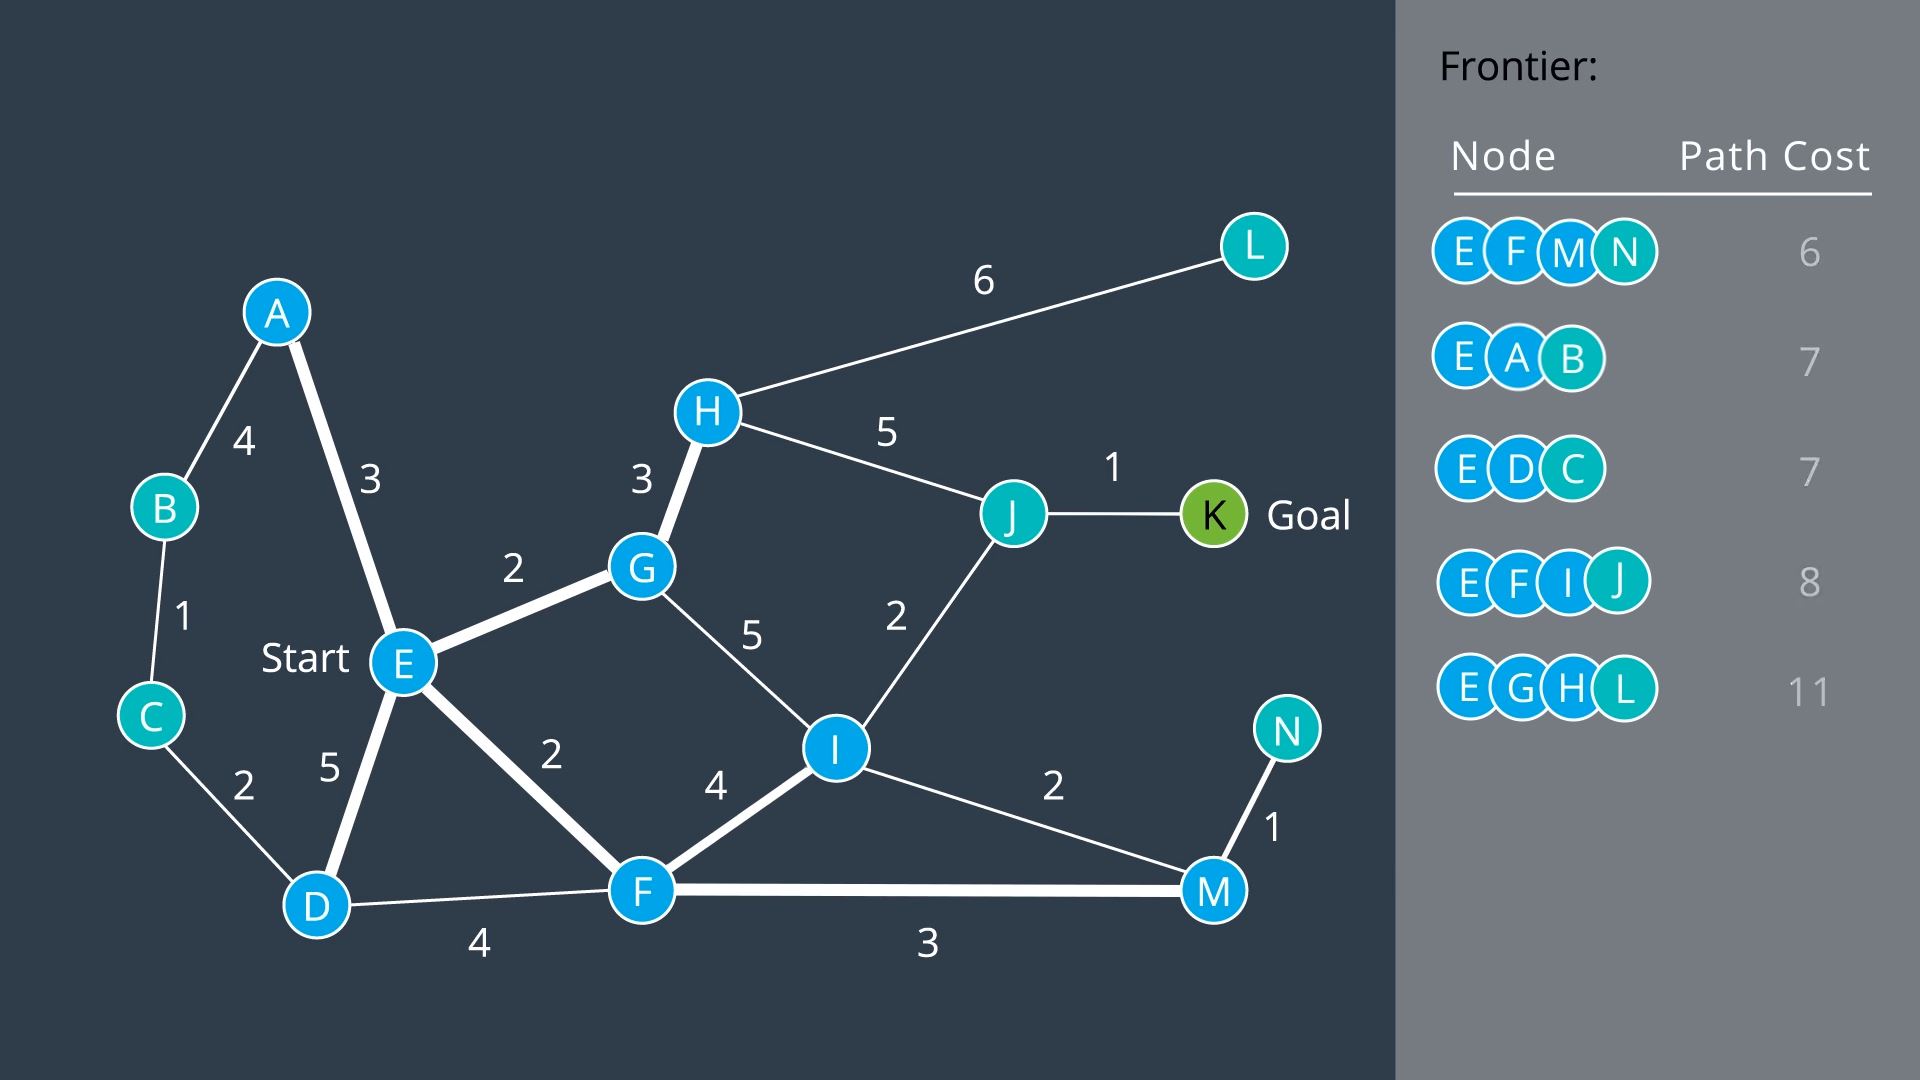 Frontier:
Node Path Cost
E F M N 6
E A B 7
E D C 7
E F I J 8
E G H L 11
L
6
A
H
5
4
3
3
1
B
J
K Goal
2
G
1
2
5
Start E
C
N
5
2
I
2
4
2
1
D
F
M
4
3